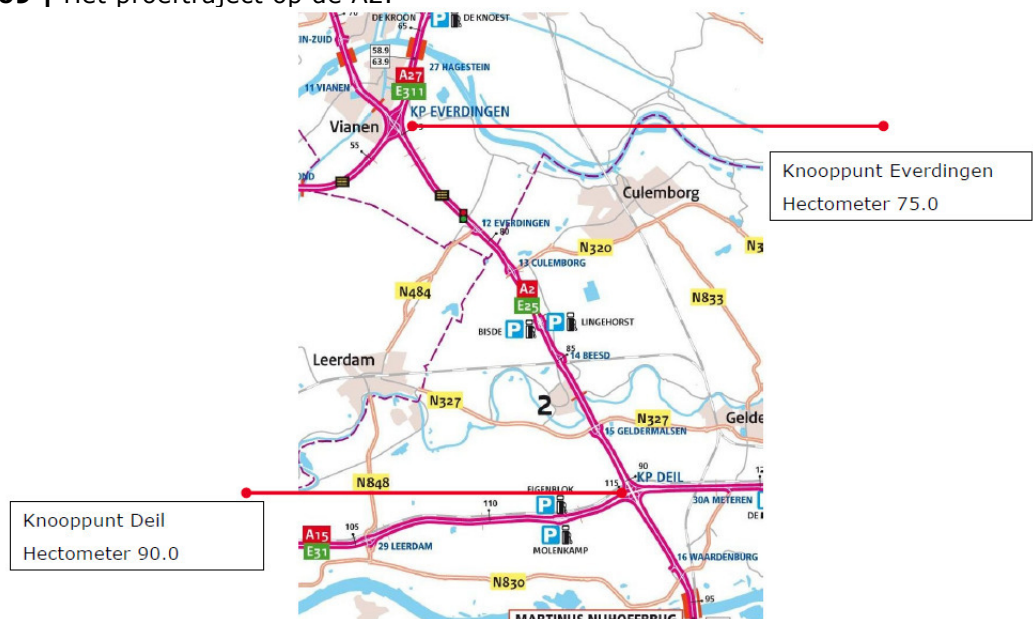 Het proeftraject op de A2.
70
DE KROON
65
P
P
DE KNOEST
IN-ZUID
58.9
63.9
27 HAGESTEIN
A27
E311
11 VIANEN
KP EVERDINGEN
Vianen
Knooppunt Everdingen
Hectometer 75.0
55
OND
Culemborg
12 EVERDINGEN
80
N320
13 CULEMBORG
N484
A2
E25
N833
BISDE
P
P
LINGEHORST
85
14 BEESD
Leerdam
N327
2
N327
Gelde
15 GELDERMALSEN
90
KP DEIL
N848
115
EIGENBLOK
P
110
30A METEREN
Knooppunt Deil
Hectometer 90.0
A15
E31
105
29 LEERDAM
P
MOLENKAMP
16 WAARDENBURG
N830
95
MARTINUS NIJHOFFBRUG